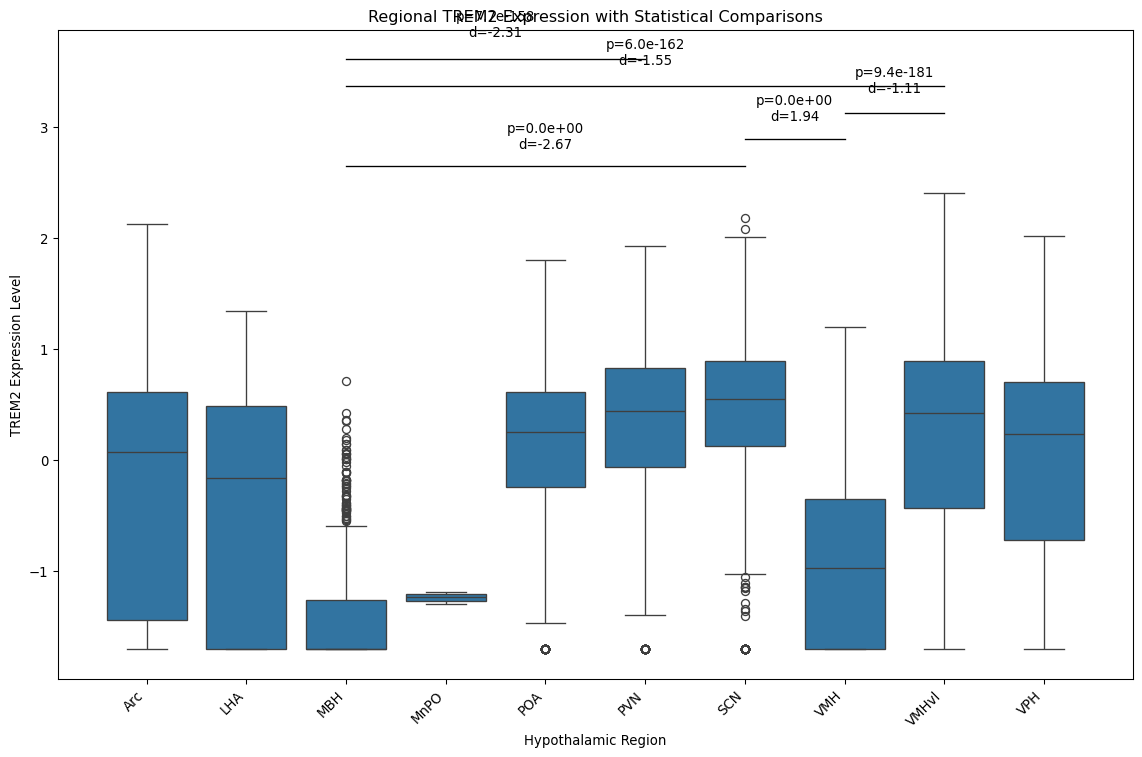 Regional TREM2 Expression with Statistical Comparisons
d=-2.31
p=6.0e-162
d=-1.55
p=9.4e-181
d=-1.11
p=0.0e+00
d=1.94
p=0.0e+00
d=-2.67
TREM2 Expression Level
3
2
1
0
−1
Arc
LHA
MBH
MnPO
POA
PVN
SCN
VMH
VMHvl
VPH
Hypothalamic Region